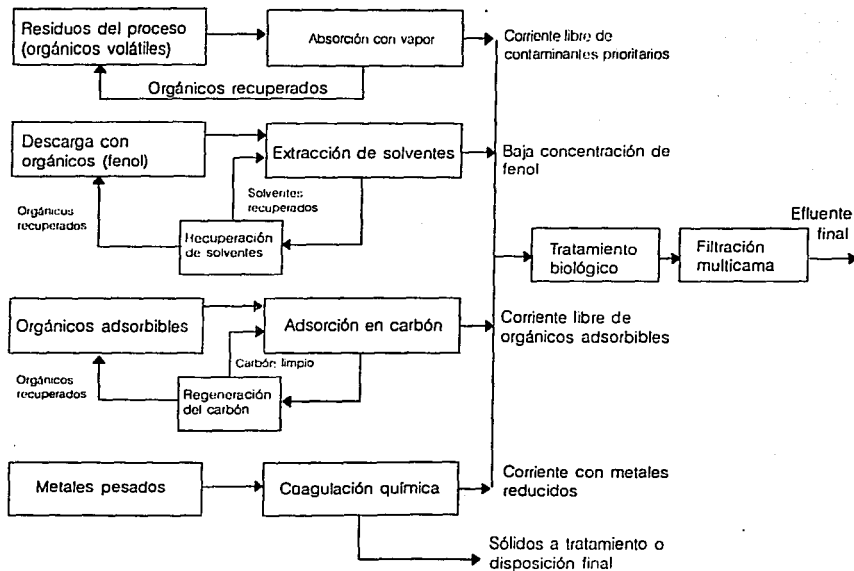 Residuos del proceso
(orgánicos volátiles)
Absorción con vapor
Corriente libre de
contaminantes prioritarios
Orgánicos recuperados
Descarga con
orgánicos (fenol)
Extracción de solventes
Baja concentración de
fenol
Orgánicos
recuperados
Solventes
recuperados
Recuperación
de solventes
Tratamiento
biológico
Filtración
multicama
Efluente
final
Orgánicos adsorbibles
Adsorción en carbón
Corriente libre de
orgánicos adsorbibles
Orgánicos
recuperados
Carbón limpio
Regeneración
del carbón
Metales pesados
Coagulación química
Corriente con metales
reducidos
Sólidos a tratamiento o
disposición final